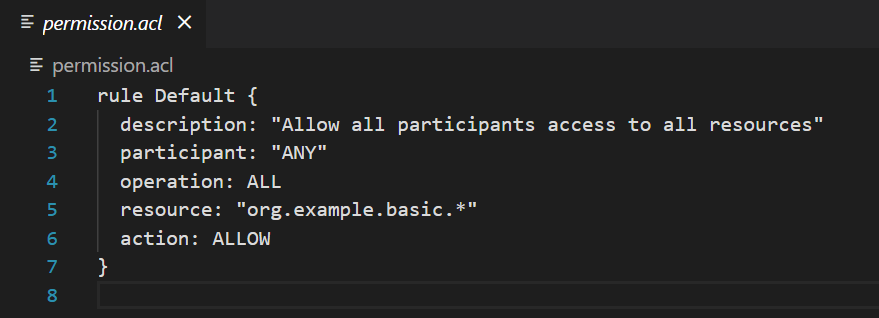 permission.acl ×
permission.acl
1 rule Default {
2 description: "Allow all participants access to all resources"
3 participant: "ANY"
4 operation: ALL
5 resource: "org.example.basic.*"
6 action: ALLOW
7 }
8